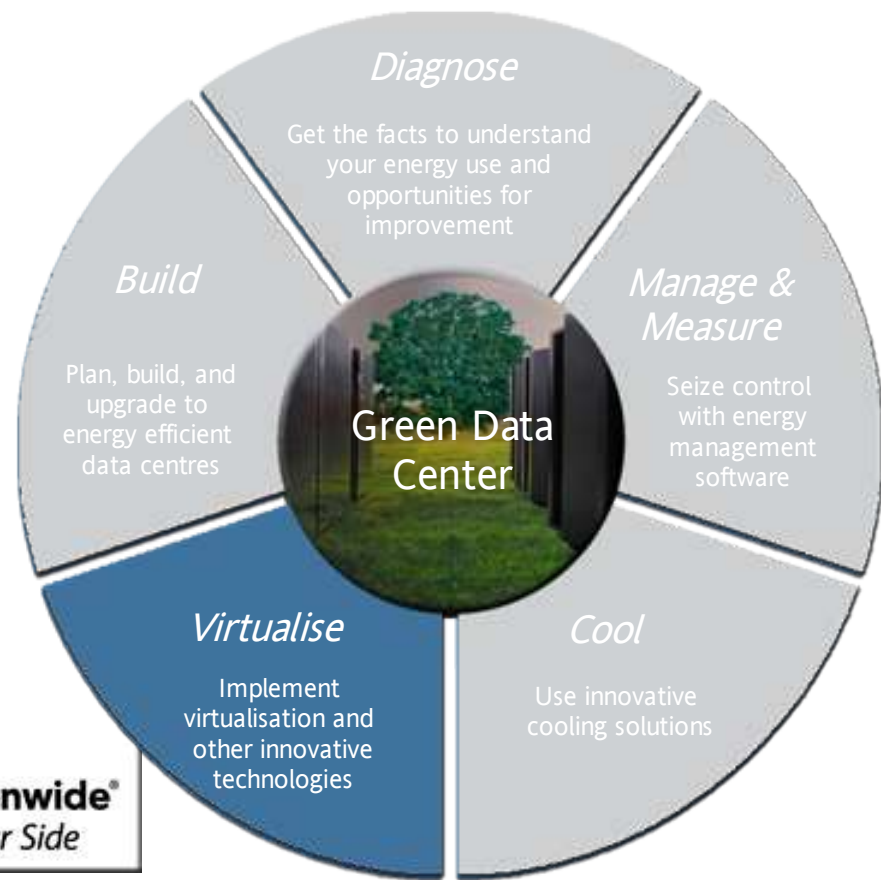 Diagnose
Get the facts to understand
your energy use and
opportunities for
improvement
Build
Plan, build, and
upgrade to
energy efficient
data centres
Manage &
Measure
Seize control
with energy
management
software
Green Data
Center
Virtualise
Implement
virtualisation and
other innovative
technologies
Cool
Use innovative
cooling solutions
nwide®
r Side